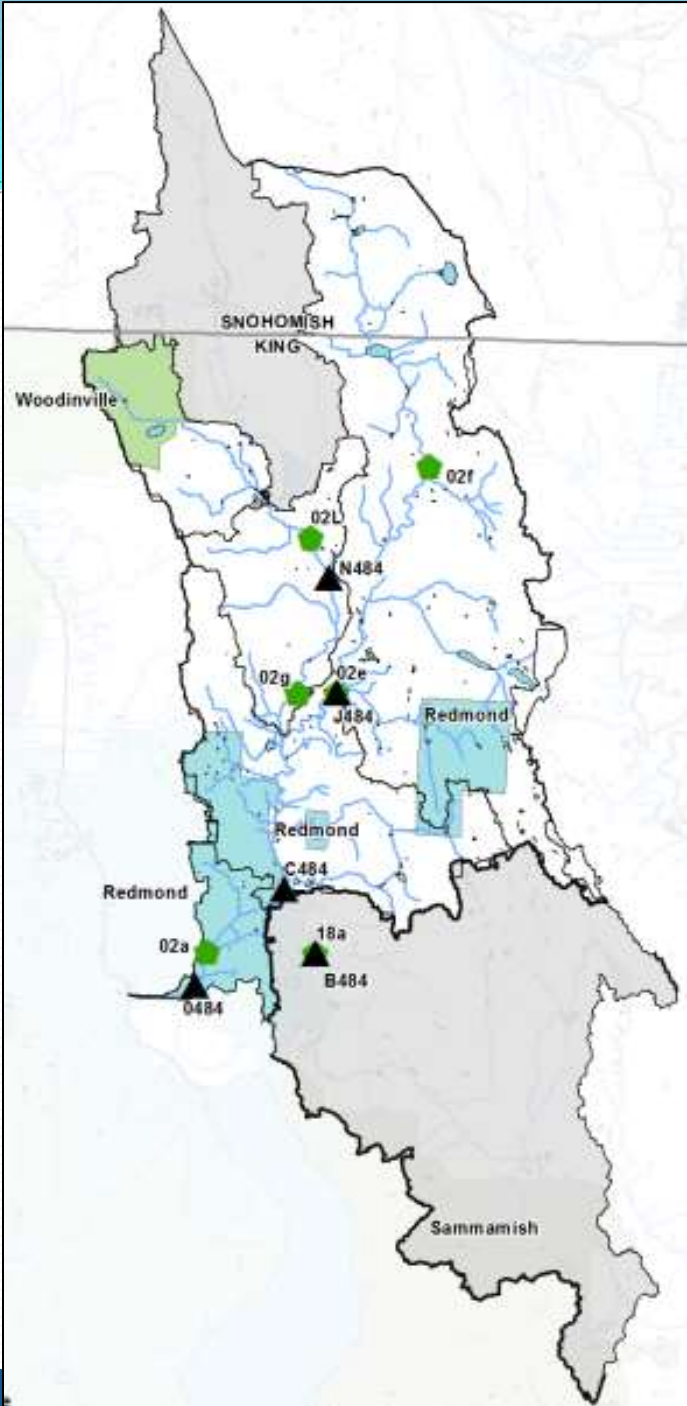 SNOHOMISH
KING
Woodinville
02f
02L
N484
02g
02e
J484
Redmond
Redmond
C484
Redmond
02a
18a
B484
0484
Sammamish